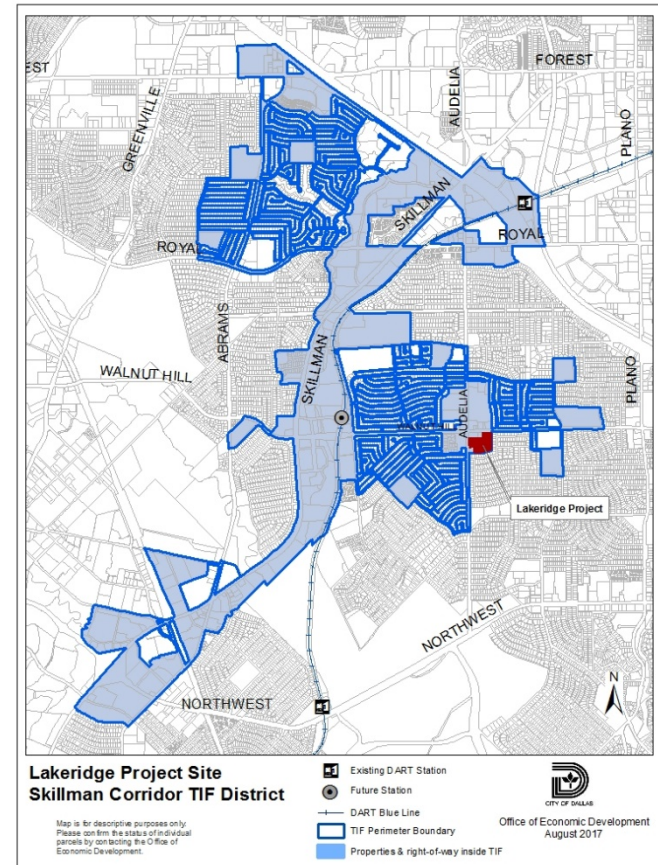 EST
FOREST
GREENVILLE
AUDELIA
PLANO
SKILLMAN
ROYAL
ROYAL
ABRAMS
SKILLMAN
WALNUT HILL
PLANO
AUDELIA
Lakeridge Project
NORTHWEST
NORTHWEST
N
Lakeridge Project Site
Skillman Corridor TIF District
Map is for descriptive purposes only.
Please confirm the status of individual
parcels by contacting the Office of
Economic Development.
Existing DART Station
Future Station
DART Blue Line
TIF Perimeter Boundary
Properties & right-of-way inside TIF
CITY OF DALLAS
Office of Economic Development
August 2017